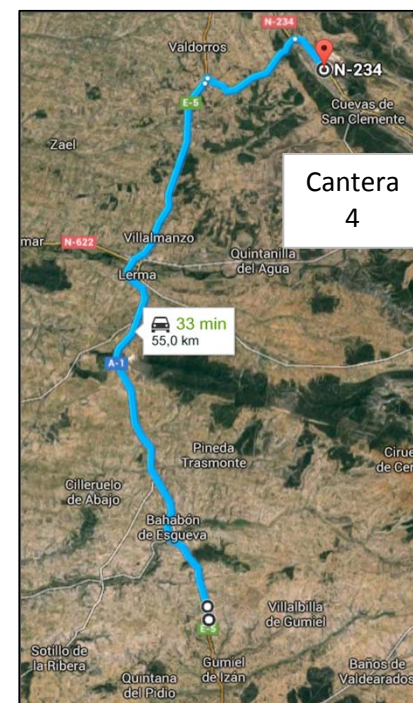 N-234
Valdorros
N-234
E-5
Cuevas de
San Clemente
Zael
Cantera
4
mar
N-622
Villalmanzo
Quintanilla
del Agua
Lerma
33 min
55,0 km
A-1
Pineda
Trasmonte
Cirue
de Cer
Cilleruelo
de Abajo
Bahabón
de Esgueva
Villalbilla
de Gumiel
E-5
Sotillo de
la Ribera
Gumiel
de Izán
Baños de
Valdearados
Quintana
del Pidio